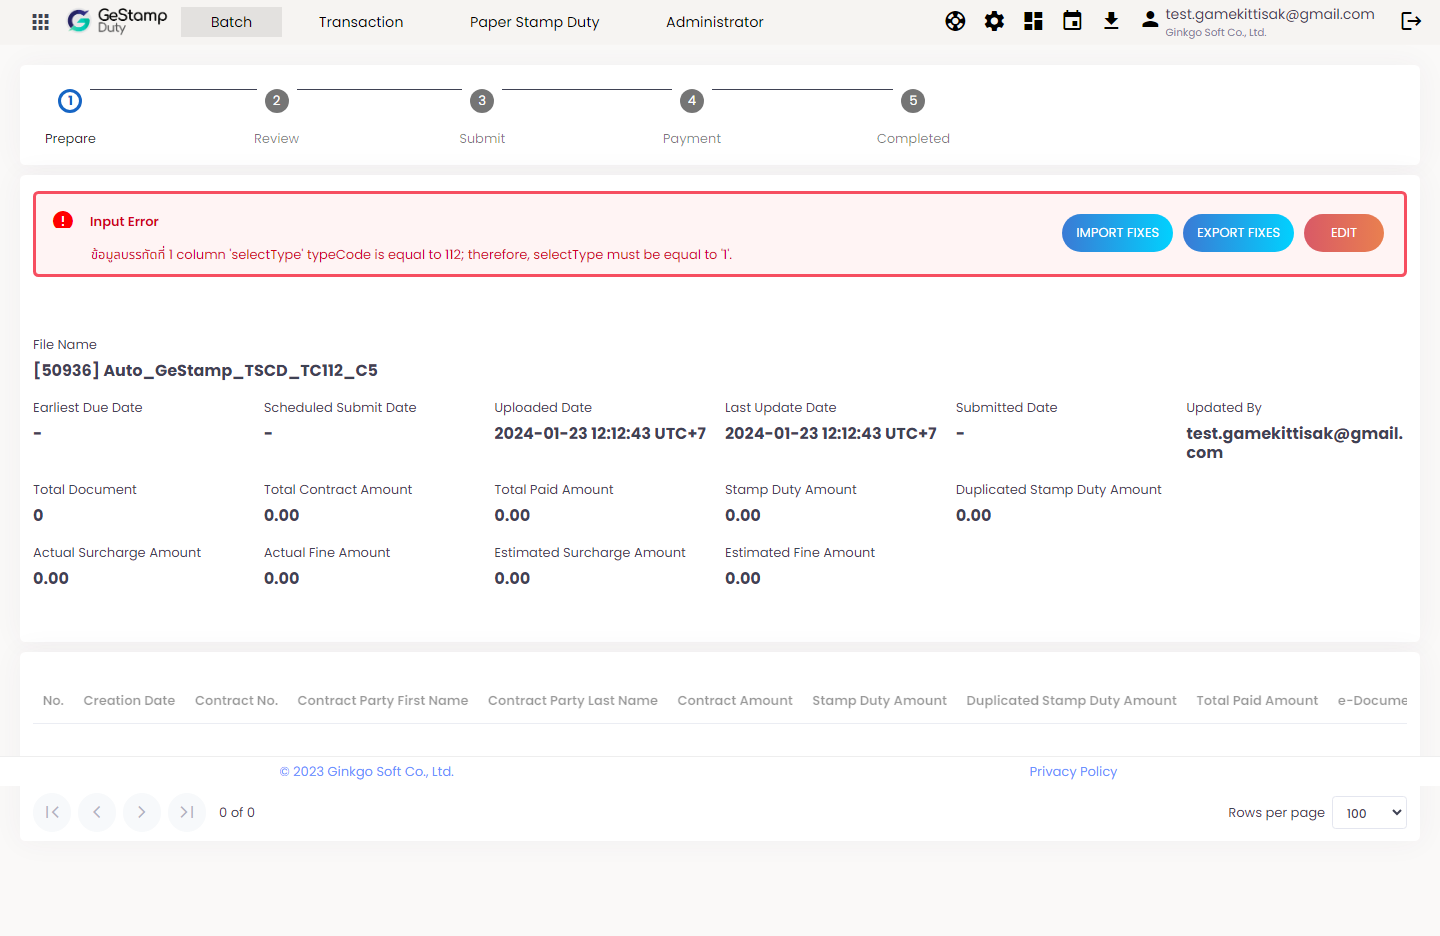 GeStamp
Duty
Batch
Transaction
Paper Stamp Duty
Administrator
test.gamekittisak@gmail.com
Ginkgo Soft Co., Ltd.
1
2
3
4
5
Prepare
Review
Submit
Payment
Completed
Input Error
ข้อมูลบรรทัดที่ 1 column 'selectType' typeCode is equal to 112; therefore, selectType must be equal to '1'.
IMPORT FIXES
EXPORT FIXES
EDIT
File Name
[50936] Auto_GeStamp_TSCD_TC112_C5
Earliest Due Date
Scheduled Submit Date
Uploaded Date
Last Update Date
Submitted Date
Updated By
-
-
2024-01-23 12:12:43 UTC+7
2024-01-23 12:12:43 UTC+7
-
test.gamekittisak@gmail.
com
Total Document
Total Contract Amount
Total Paid Amount
Stamp Duty Amount
Duplicated Stamp Duty Amount
0
0.00
0.00
0.00
0.00
Actual Surcharge Amount
Actual Fine Amount
Estimated Surcharge Amount
Estimated Fine Amount
0.00
0.00
0.00
0.00
No.
Creation Date
Contract No.
Contract Party First Name
Contract Party Last Name
Contract Amount
Stamp Duty Amount
Duplicated Stamp Duty Amount
Total Paid Amount
e-Docume
© 2023 Ginkgo Soft Co., Ltd.
Privacy Policy
0 of 0
Rows per page
100